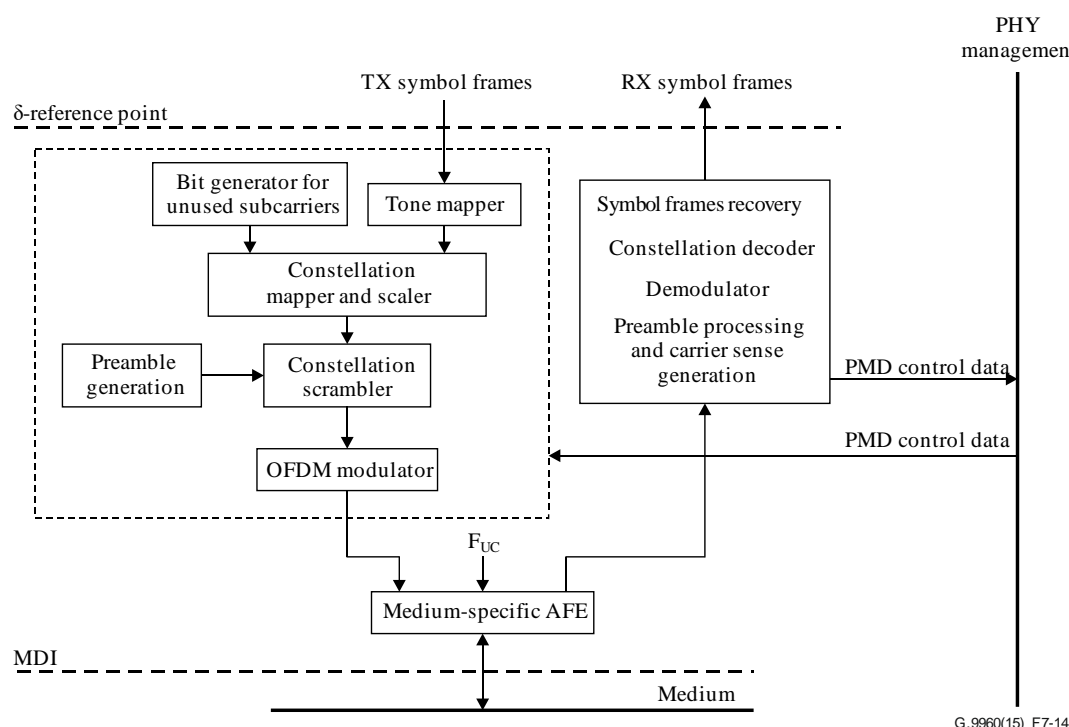 PHY
managemen
TX symbol frames
RX symbol frames
δ-reference point
Bit generator for
unused subcarriers
Tone mapper
Symbol frames recovery
Constellation decoder
Demodulator
Preamble processing
and carrier sense
generation
Constellation
mapper and scaler
Preamble
generation
Constellation
scrambler
PMD control data
PMD control data
OFDM modulator
FUC
Medium-specific AFE
MDI
Medium
G.9960(15)_F7-14